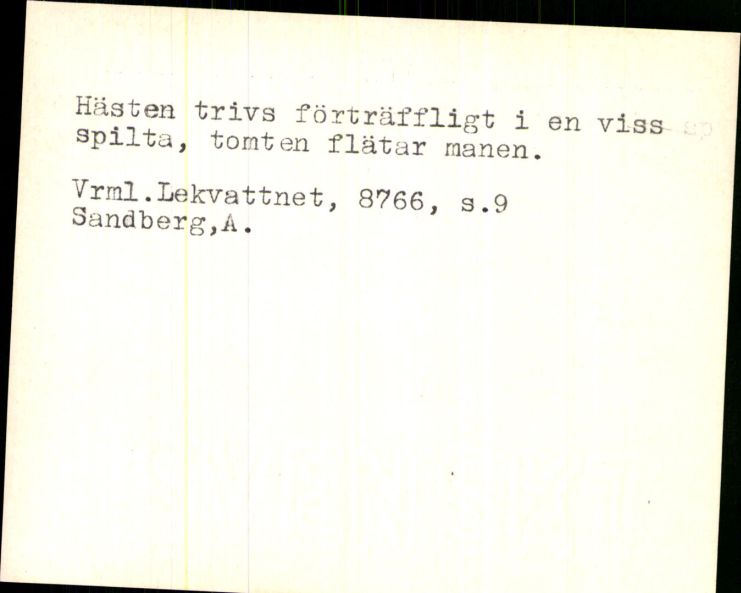 Hästen trivs förträffligt i en viss
spilta, tomten flätar manen.
Vrml.Lekvattnet, 8766, s.9
Sandberg,A.